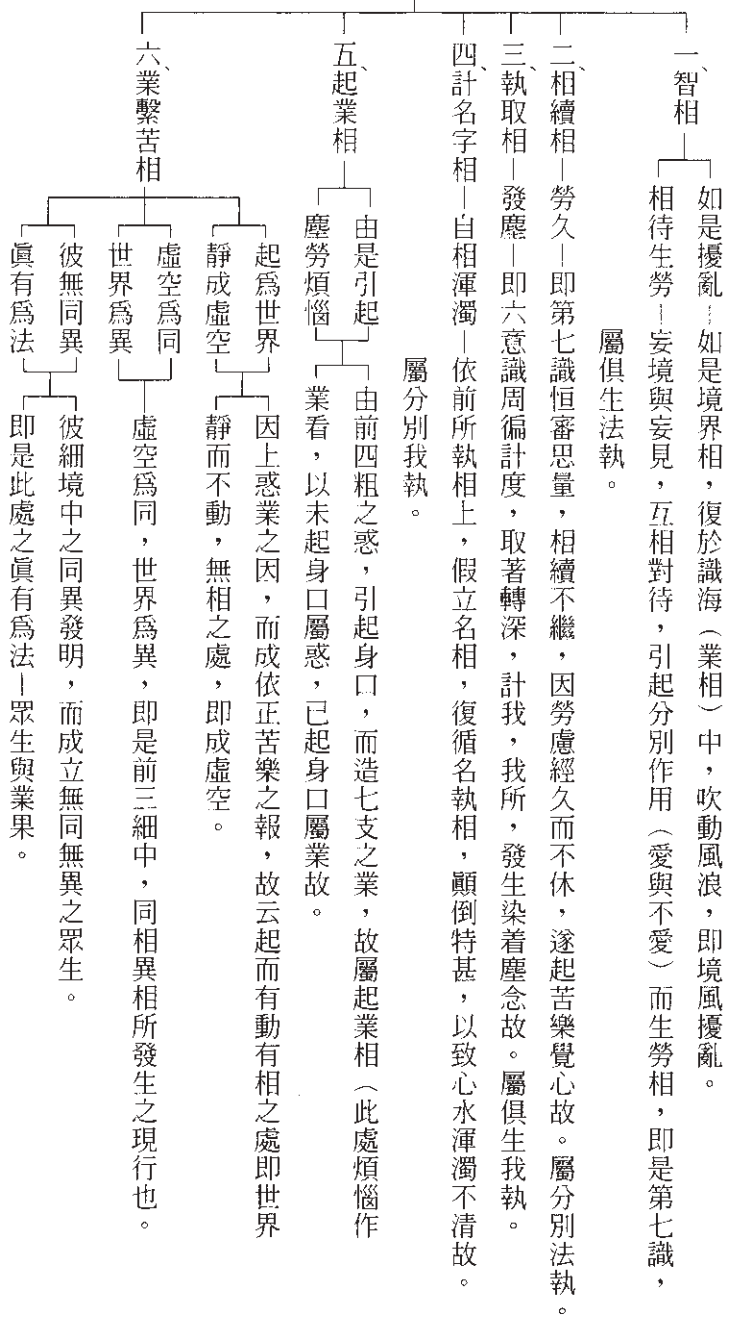 一、智相
如是擾亂—如是境界相，復於識海（業相）中，吹動風浪，即境風擾亂。
相待生勞—妄境與妄見，互相對待，引起分別作用（愛與不愛）而生勞相，即是第七識，
屬俱生法執。
二、相續相—勞久—即第七識恒審思量，相續不繼，因勞慮經久而不休，遂起苦樂覺心故。屬分別法執。
三、執取相—發塵—即六意識周徧計度，取著轉深，計我，我所，發生染着塵念故。屬俱生我執。
四、計名字相—自相渾濁—依前所執相上，假立名相，復循名執相，顚倒特甚，以致心水渾濁不清故。
屬分別我執。
五、起業相
由是引起
塵勞煩惱
由前四粗之惑，引起身口，而造七支之業，故屬起業相（此處煩惱作
業看，以未起身口屬惑，已起身口屬業故。
六、業繫苦相
起爲世界
靜成虛空
因上惑業之因，而成依正苦樂之報，故云起而有動有相之處即世界
靜而不動，無相之處，即成虛空。
虛空爲同
世界爲異
虛空爲同，世界爲異，即是前三細中，同相異相所發生之現行也。
彼無同異
眞有爲法
彼細境中之同異發明，而成立無同無異之眾生。
即是此處之眞有爲法—眾生與業果。